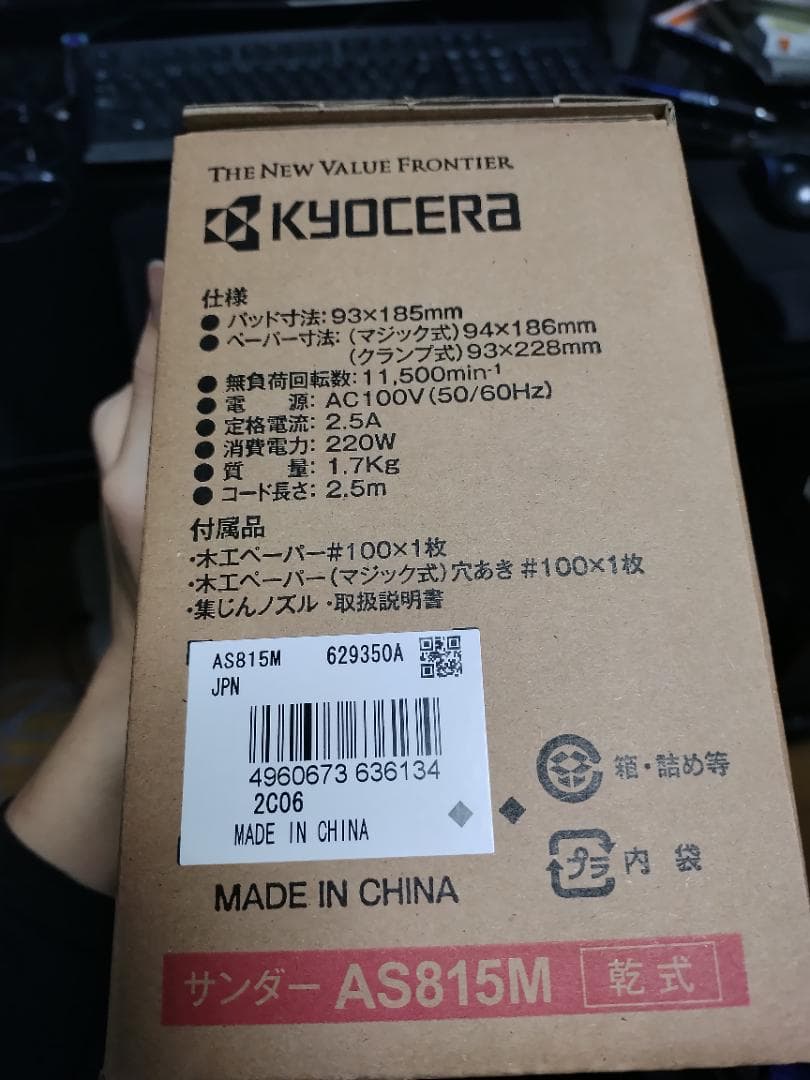 THE NEW VALUE FRONTIER
KYOCERA
仕様
● パッド寸法: 93×185mm
● ペーパー寸法: (マジック式) 94×186mm
(クランプ式) 93×228mm
● 無負荷回転数: 11,500min⁻¹
● 電　源: AC100V(50/60Hz)
● 定格電流: 2.5A
● 消費電力: 220W
● 質　量: 1.7Kg
● コード長さ: 2.5m
付属品
・木工ペーパー#100×1枚
・木工ペーパー(マジック式)穴あき #100×1枚
・集じんノズル ・取扱説明書
AS815M 629350A
JPN
4960673 636134
2C06
MADE IN CHINA
箱・詰め等
プラ 内 袋
MADE IN CHINA
サンダー AS815M 乾式